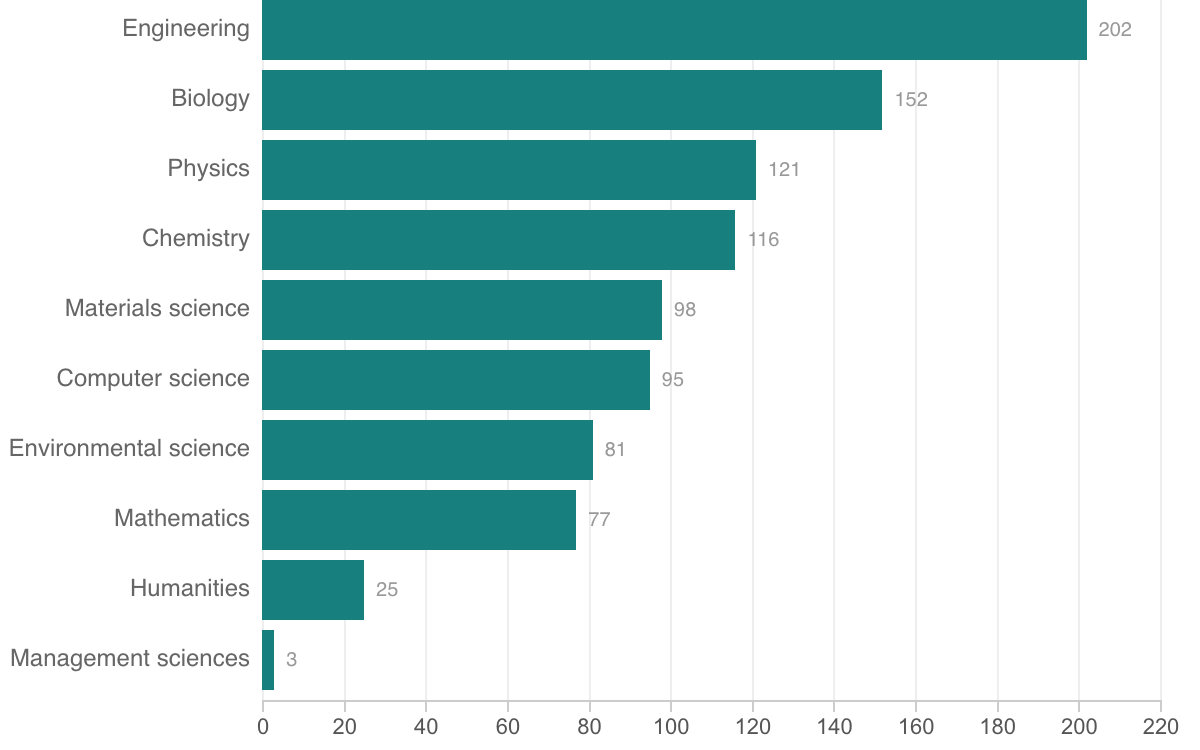 Engineering 202
Biology 152
Physics 121
Chemistry 116
Materials science 98
Computer science 95
Environmental science 81
Mathematics 77
Humanities 25
Management sciences 3
0 20 40 60 80 100 120 140 160 180 200 220